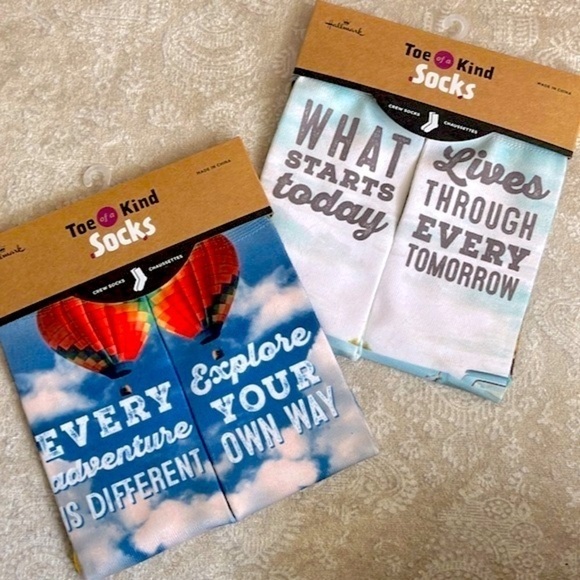 Hallmark
Toe of a Kind
Socks
MADE IN CHINA
CREW SOCKS CHAUSSETTES
WHAT
STARTS
today
Lives
THROUGH
EVERY
TOMORROW
MADE IN CHINA
Toe of a Kind
Socks
CREW SOCKS CHAUSSETTES
EVERY
adventure
IS DIFFERENT
Explore
YOUR
OWN WAY